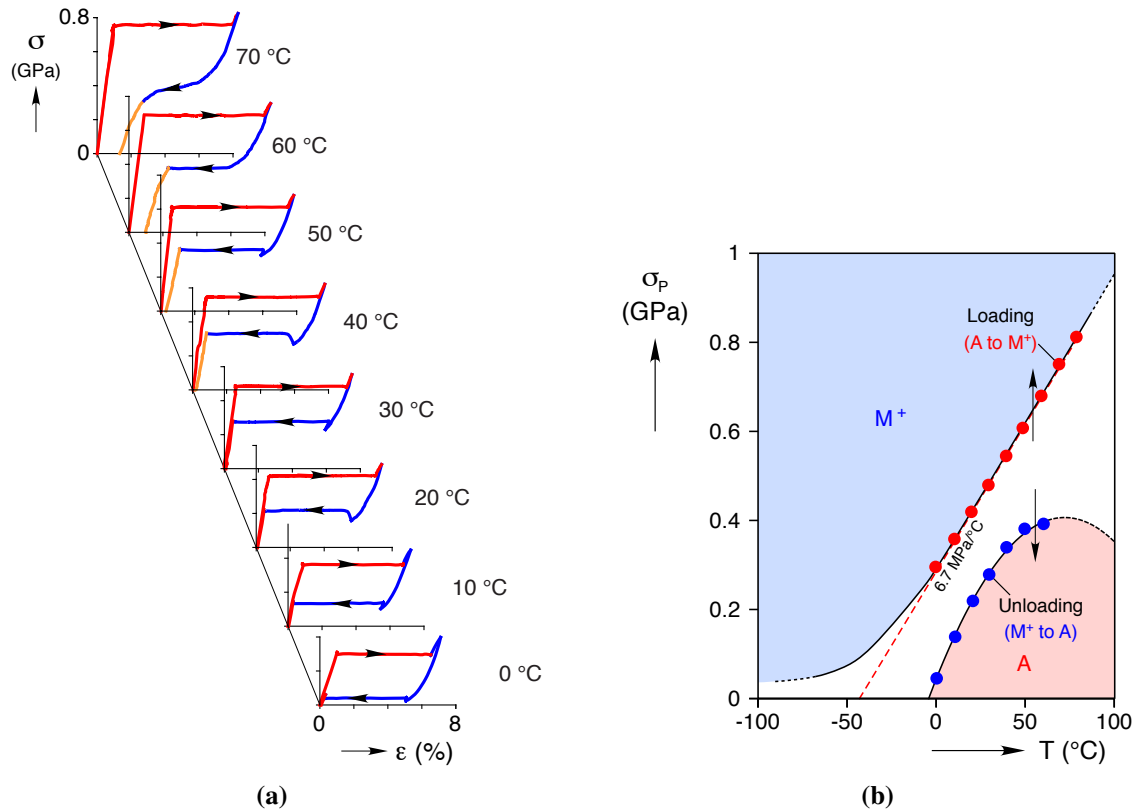 0.8
σ
(GPa)
0
70 °C
60 °C
50 °C
40 °C
30 °C
20 °C
10 °C
0 °C
0
8
ε (%)
(a)
σP
(GPa)
1
0.8
0.6
0.4
0.2
0
-100
-50
0
50
100
T (°C)
Loading
(A to M+)
M+
6.7 MPa/°C
Unloading
(M+ to A)
A
(b)